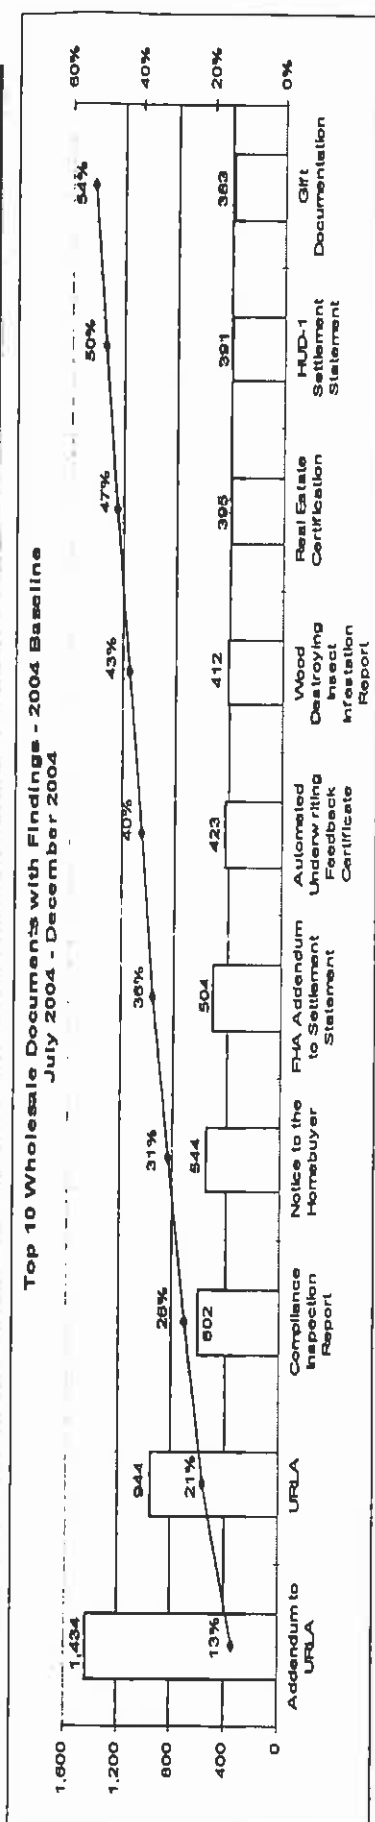 Top 10 Wholesale Documents with Findings - 2004 Baseline
July 2004 - December 2004
1,600
1,200
800
400
0
60%
40%
20%
0%
1,434
944
602
544
504
423
412
395
391
383
13%
21%
26%
31%
36%
40%
43%
47%
50%
54%
Addendum to
URLA
URLA
Compliance
Inspection
Report
Notice to the
Homebuyer
FHA Addendum
to Settlement
Statement
Automated
Underwriting
Feedback
Certificate
Wood
Destroying
Insect
Infestation
Report
Real Estate
Certification
HUD-1
Settlement
Statement
Gift
Documentation